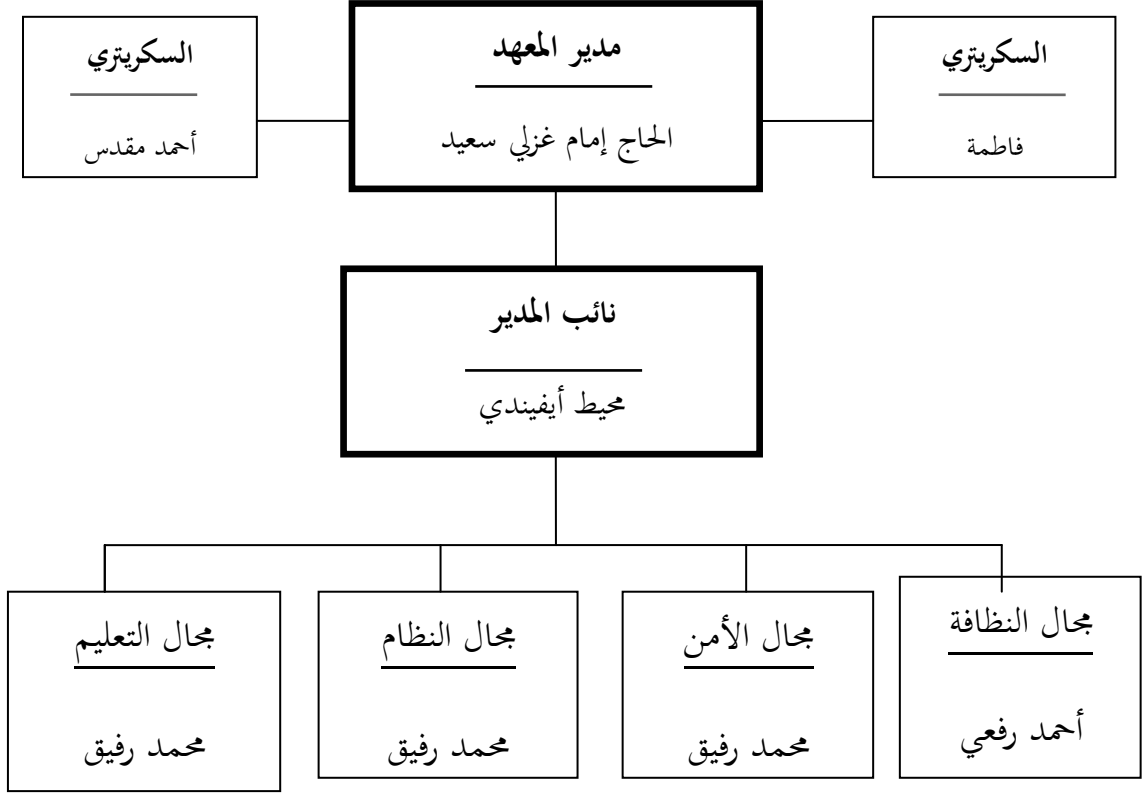 السكريتري
فاطمة
مدير المعهد
الحاج إمام غزلي سعيد
السكريتري
أحمد مقدس
نائب المدير
محيط أيفيندي
مجال النظافة
أحمد رفعي
مجال الأمن
محمد رفيق
مجال النظام
محمد رفيق
مجال التعليم
محمد رفيق